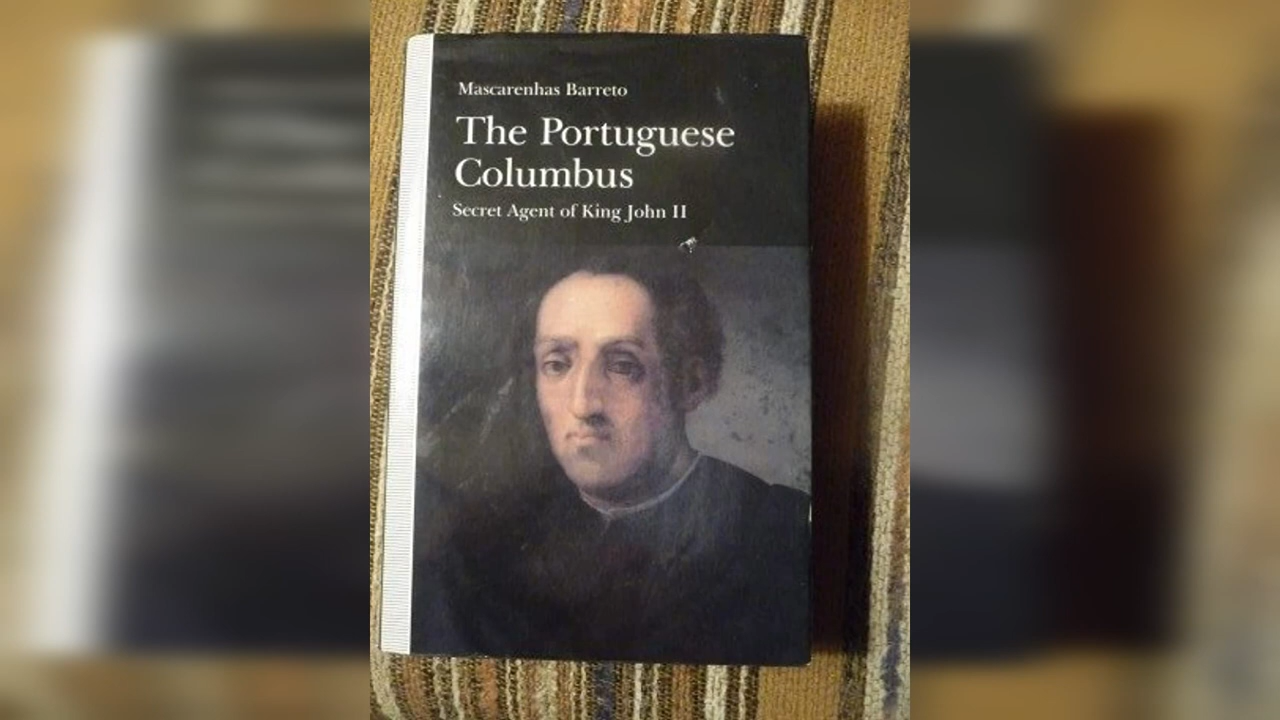 Mascarenhas Barreto
The Portuguese
Columbus
Secret Agent of King John II